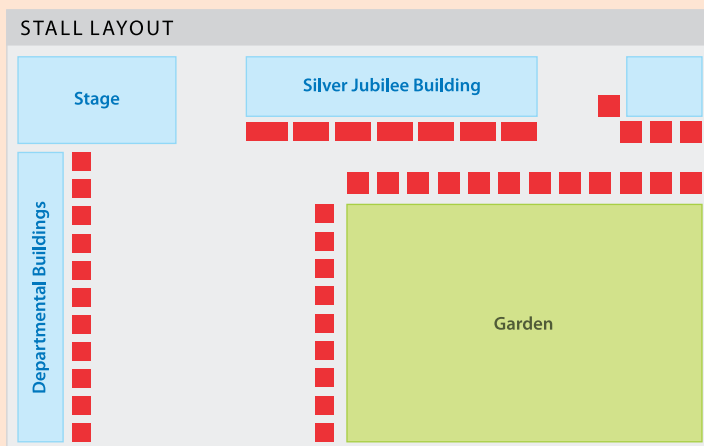 STALL LAYOUT
Stage
Silver Jubilee Building
Departmental Buildings
Garden